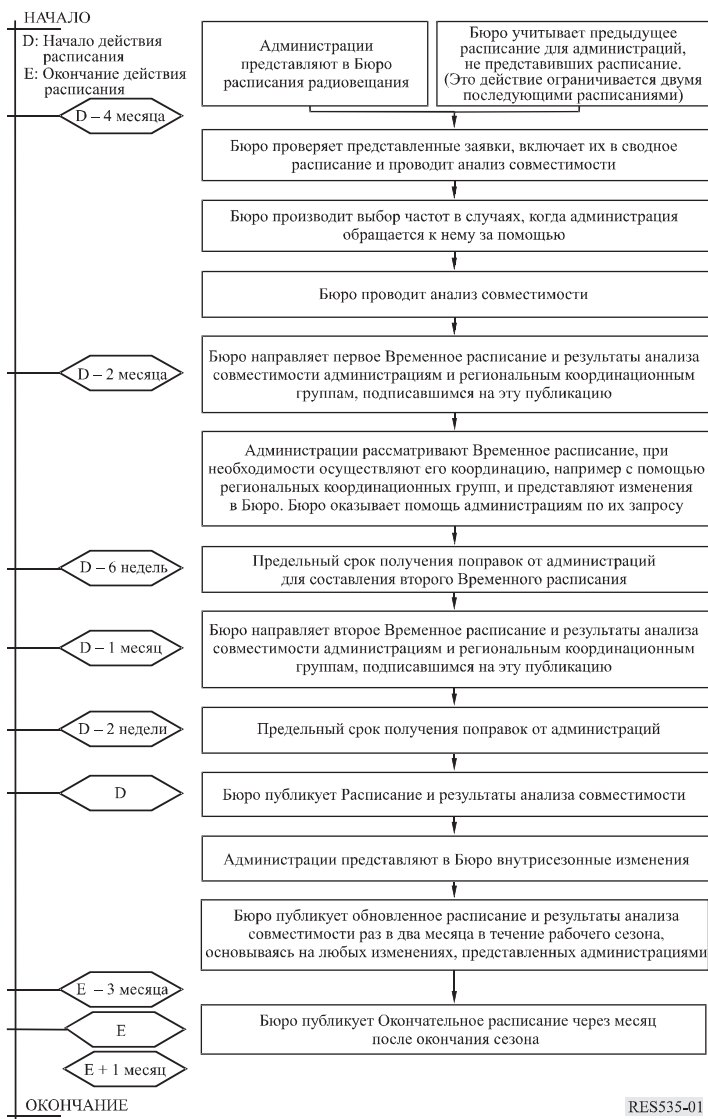 НАЧАЛО
D: Начало действия
расписания
E: Окончание действия
расписания
Администрации
представляют в Бюро
расписания радиовещания
Бюро учитывает предыдущее
расписание для администраций,
не представивших расписание.
(Это действие ограничивается двумя
последующими расписаниями)
D – 4 месяца
Бюро проверяет представленные заявки, включает их в сводное
расписание и проводит анализ совместимости
Бюро производит выбор частот в случаях, когда администрация
обращается к нему за помощью
Бюро проводит анализ совместимости
D – 2 месяца
Бюро направляет первое Временное расписание и результаты анализа
совместимости администрациям и региональным координационным
группам, подписавшимся на эту публикацию
Администрации рассматривают Временное расписание, при
необходимости осуществляют его координацию, например с помощью
региональных координационных групп, и представляют изменения
в Бюро. Бюро оказывает помощь администрациям по их запросу
D – 6 недель
Предельный срок получения поправок от администраций
для составления второго Временного расписания
D – 1 месяц
Бюро направляет второе Временное расписание и результаты анализа
совместимости администрациям и региональным координационным
группам, подписавшимся на эту публикацию
D – 2 недели
Предельный срок получения поправок от администраций
D
Бюро публикует Расписание и результаты анализа совместимости
Администрации представляют в Бюро внутрисезонные изменения
Бюро публикует обновленное расписание и результаты анализа
совместимости раз в два месяца в течение рабочего сезона,
основываясь на любых изменениях, представленных администрациями
E – 3 месяца
E
Бюро публикует Окончательное расписание через месяц
после окончания сезона
E + 1 месяц
ОКОНЧАНИЕ
RES535-01